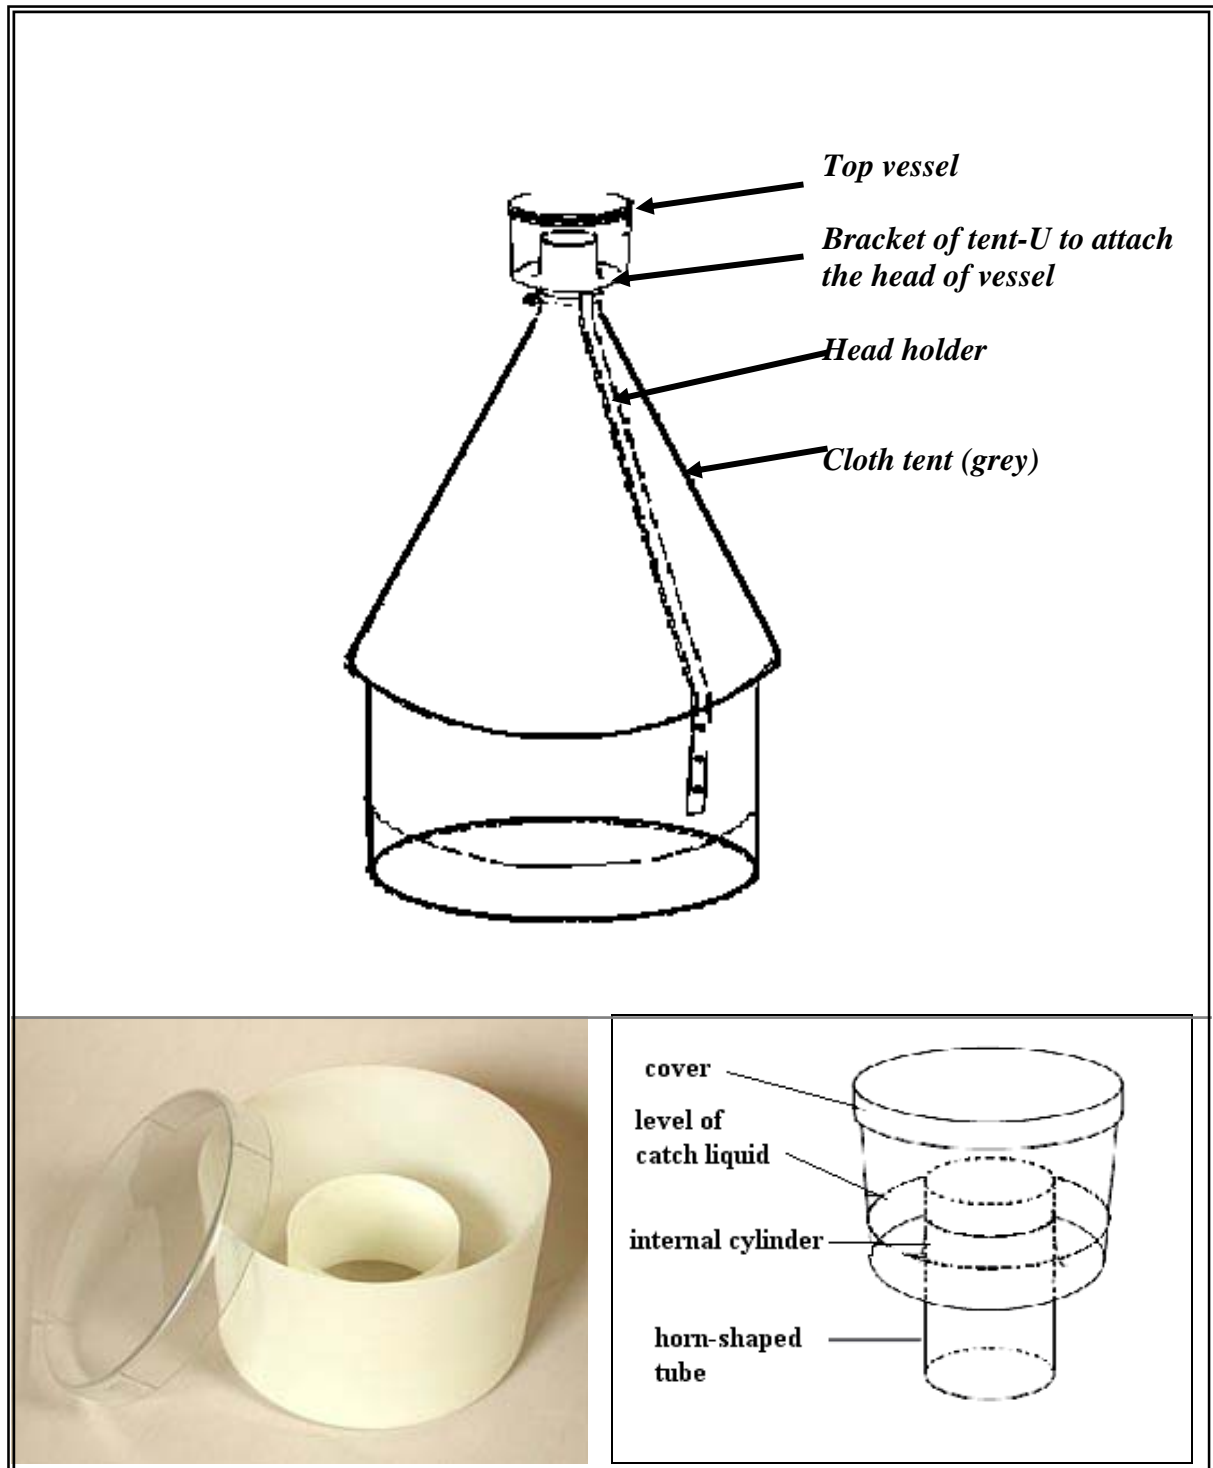 Top vessel
Bracket of tent-U to attach
the head of vessel
Head holder
Cloth tent (grey)
cover
level of
catch liquid
internal cylinder
horn-shaped
tube